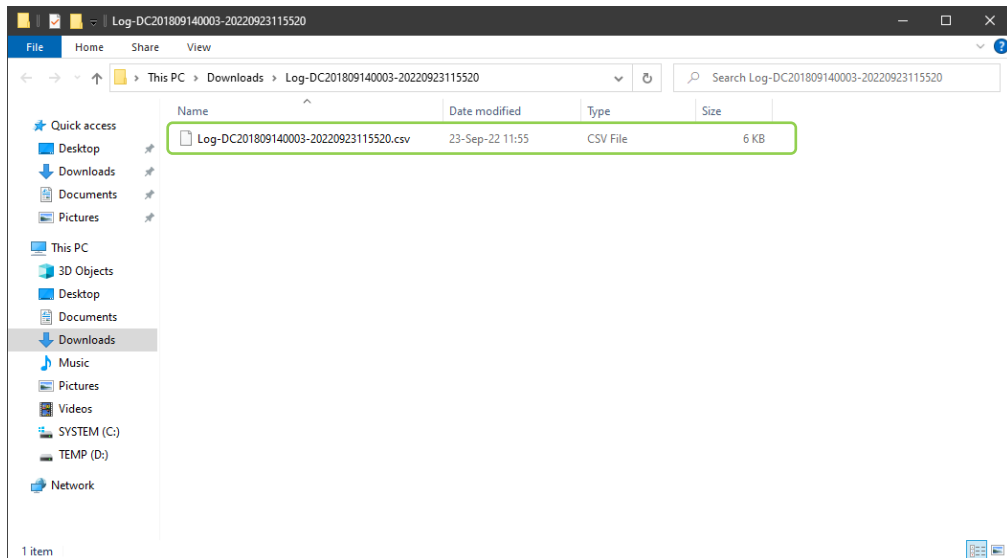 Log-DC201809140003-20220923115520
File Home Share View
This PC > Downloads > Log-DC201809140003-20220923115520
Search Log-DC201809140003-20220923115520
Name Date modified Type Size
Log-DC201809140003-20220923115520.csv 23-Sep-22 11:55 CSV File 6 KB
Quick access
Desktop
Downloads
Documents
Pictures
This PC
3D Objects
Desktop
Documents
Downloads
Music
Pictures
Videos
SYSTEM (C:)
TEMP (D:)
Network
1 item